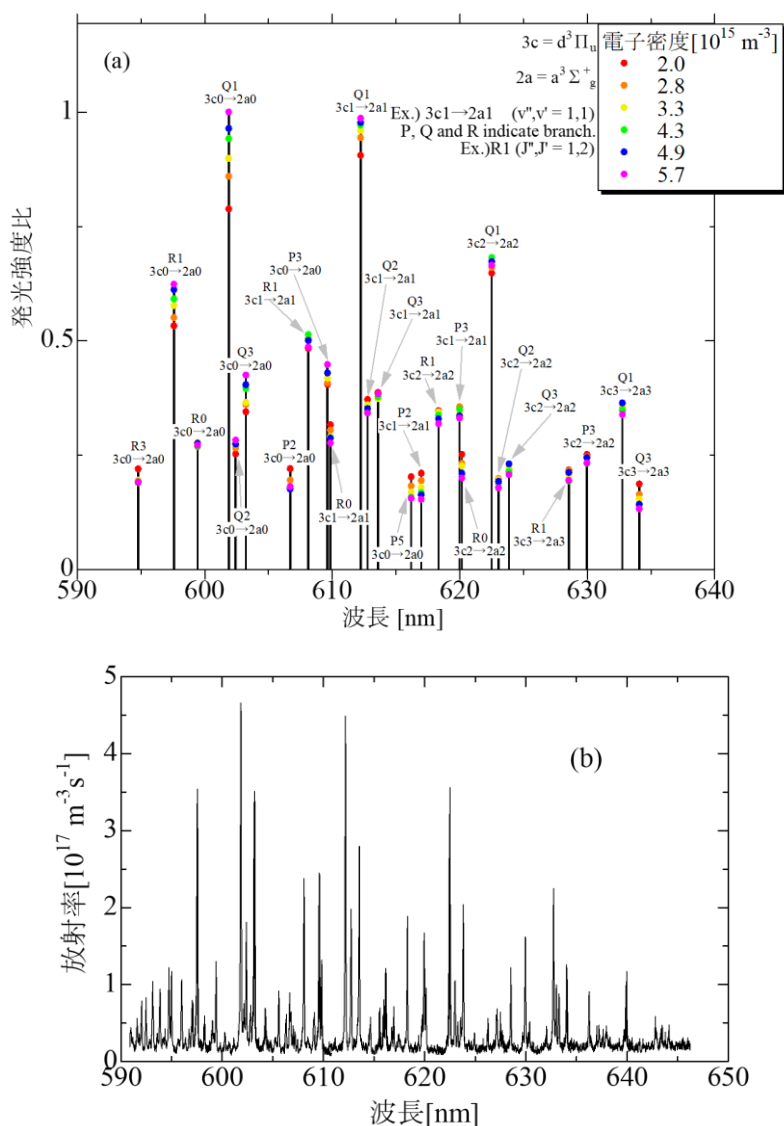 (a)
3c = d³Πu
2a = a³Σ⁺g
Ex.) 3c1→2a1 (v",v' = 1,1)
P, Q and R indicate branch.
Ex.)R1 (J",J' = 1,2)
電子密度[10¹⁵ m⁻³]
2.0
2.8
3.3
4.3
4.9
5.7
発光強度比
1
0.5
0
R3
3c0→2a0
R1
3c0→2a0
R0
3c0→2a0
Q1
3c0→2a0
Q2
3c0→2a0
Q3
3c0→2a0
P2
3c0→2a0
R1
3c1→2a1
P3
3c0→2a0
R0
3c1→2a1
Q1
3c1→2a1
Q2
3c1→2a1
Q3
3c1→2a1
P5
3c0→2a0
P2
3c1→2a1
R1
3c2→2a2
P3
3c1→2a1
R0
3c2→2a2
Q1
3c2→2a2
Q2
3c2→2a2
Q3
3c2→2a2
R1
3c3→2a3
P3
3c2→2a2
Q1
3c3→2a3
Q3
3c3→2a3
590
600
610
620
630
640
波長 [nm]
(b)
放射率[10¹⁷ m⁻³s⁻¹]
5
4
3
2
1
0
590
600
610
620
630
640
650
波長[nm]